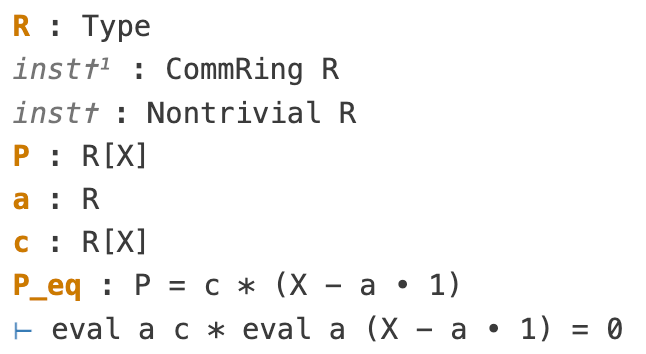 R : Type
inst✝¹ : CommRing R
inst✝ : Nontrivial R
P : R[X]
a : R
c : R[X]
P_eq : P = c * (X - a • 1)
⊢ eval a c * eval a (X - a • 1) = 0